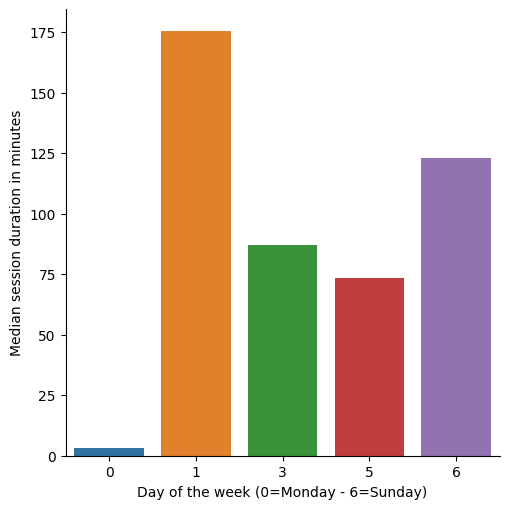 Median session duration in minutes
175
150
125
100
75
50
25
0
0 1 3 5 6
Day of the week (0=Monday - 6=Sunday)